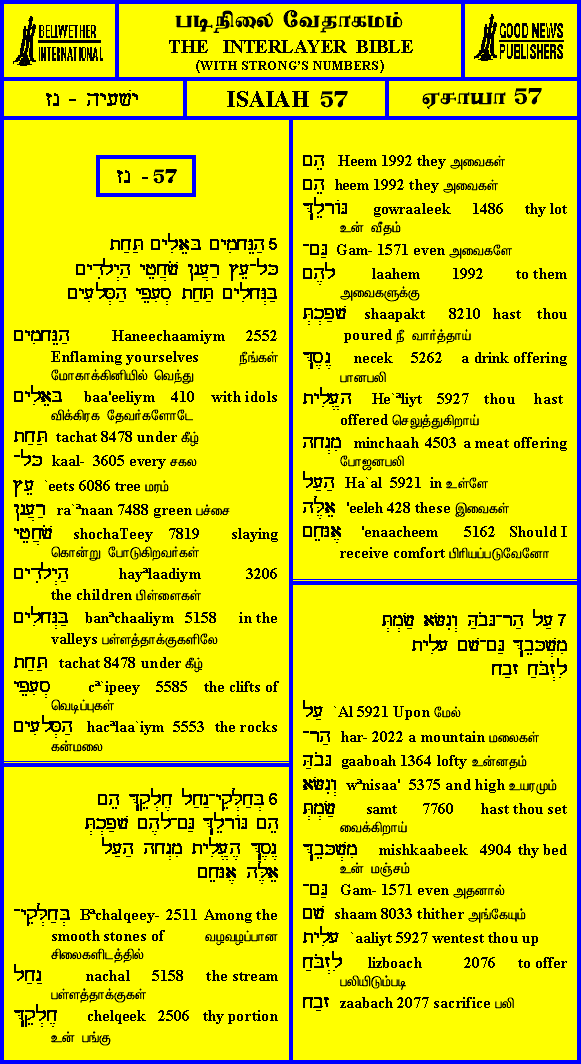 BELLWETHER
INTERNATIONAL
படிநிலை வேதாகமம்
THE INTERLAYER BIBLE
(WITH STRONG'S NUMBERS)
GOOD NEWS
PUBLISHERS
ישעיה - נז
ISAIAH 57
ஏசாயா 57
נז - 57
5 הַנֵּחָמִים בָּאֵלִים תַּחַת
כָּל־עֵץ רַעֲנָן שֹׁחֲטֵי הַיְלָדִים
בַּנְּחָלִים תַּחַת סְעִפֵי הַסְּלָעִים
הַנֵּחָמִים Haneechaamiym 2552
Enflaming yourselves நீங்கள்
மோகாக்கினியில் வெந்து
בָּאֵלִים baa'eeliym 410 with idols
விக்கிரக தேவர்களோடே
תַּחַת tachat 8478 under கீழ்
כָּל־ kaal- 3605 every சகல
עֵץ `eets 6086 tree மரம்
רַעֲנָן ra`ªnaan 7488 green பச்சை
שֹׁחֲטֵי shochaTeey 7819 slaying
கொன்று போடுகிறவர்கள்
הַיְלָדִים hayªlaadiym 3206
the children பிள்ளைகள்
בַּנְּחָלִים banªchaaliym 5158 in the
valleys பள்ளத்தாக்குகளிலே
תַּחַת tachat 8478 under கீழ்
סְעִפֵי cª`ipeey 5585 the clifts of
வெடிப்புகள்
הַסְּלָעִים hacªlaa`iym 5553 the rocks
கன்மலை
6 בְּחַלְּקֵי־נַחַל חֶלְקֵךְ הֵם
הֵם גּוֹרָלֵךְ גַּם־לָהֶם שָׁפַכְתְּ
נֶסֶךְ הֶעֱלִית מִנְחָה הַעַל
אֵלֶּה אֶנָּחֵם
בְּחַלְּקֵי־ Bªchalqeey- 2511 Among the
smooth stones of வழவழப்பான
சிலைகளிடத்தில்
נַחַל nachal 5158 the stream
பள்ளத்தாக்குகள்
חֶלְקֵךְ chelqeek 2506 thy portion
உன் பங்கு
הֵם Heem 1992 they அவைகள்
הֵם heem 1992 they அவைகள்
גּוֹרָלֵךְ gowraaleek 1486 thy lot
உன் வீதம்
גַּם־ Gam- 1571 even அவைகளே
לָהֶם laahem 1992 to them
அவைகளுக்கு
שָׁפַכְתְּ shaapakt 8210 hast thou
poured நீ வார்த்தாய்
נֶסֶךְ necek 5262 a drink offering
பானபலி
הֶעֱלִית He`ªliyt 5927 thou hast
offered செலுத்துகிறாய்
מִנְחָה minchaah 4503 a meat offering
போஜனபலி
הַעַל Ha`al 5921 in உள்ளே
אֵלֶּה 'eeleh 428 these இவைகள்
אֶנָּחֵם 'enaacheem 5162 Should I
receive comfort பிரியப்படுவேனோ
7 עַל הַר־גָּבֹהַּ וְנִשָּׂא שַׂמְתְּ
מִשְׁכָּבֵךְ גַּם־שָׁם עָלִית
לִזְבֹּחַ זָבַח
עַל `Al 5921 Upon மேல்
הַר־ har- 2022 a mountain மலைகள்
גָּבֹהַּ gaaboah 1364 lofty உன்னதம்
וְנִשָּׂא wªnisaa' 5375 and high உயரமும்
שַׂמְתְּ samt 7760 hast thou set
வைக்கிறாய்
מִשְׁכָּבֵךְ mishkaabeek 4904 thy bed
உன் மஞ்சம்
גַּם־ Gam- 1571 even அதனால்
שָׁם shaam 8033 thither அங்கேயும்
עָלִית `aaliyt 5927 wentest thou up
לִזְבֹּחַ lizboach 2076 to offer
பலியிடும்படி
זָבַח zaabach 2077 sacrifice பலி